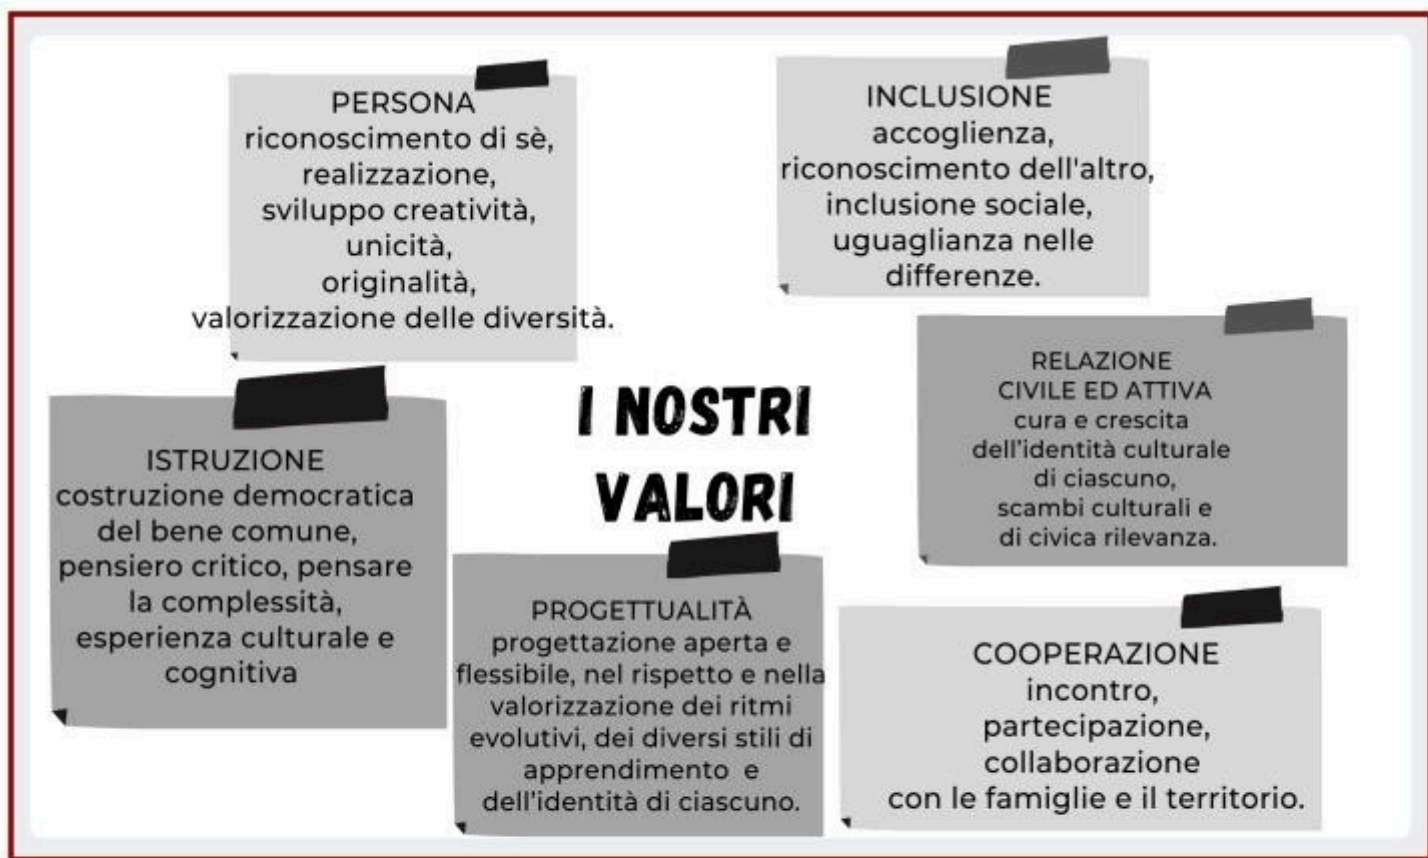 PERSONA
riconoscimento di sè,
realizzazione,
sviluppo creatività,
unicità,
originalità,
valorizzazione delle diversità.
INCLUSIONE
accoglienza,
riconoscimento dell'altro,
inclusione sociale,
uguaglianza nelle
differenze.
I NOSTRI
VALORI
RELAZIONE
CIVILE ED ATTIVA
cura e crescita
dell'identità culturale
di ciascuno,
scambi culturali e
di civica rilevanza.
ISTRUZIONE
costruzione democratica
del bene comune,
pensiero critico, pensare
la complessità,
esperienza culturale e
cognitiva
PROGETTUALITÀ
progettazione aperta e
flessibile, nel rispetto e nella
valorizzazione dei ritmi
evolutivi, dei diversi stili di
apprendimento e
dell'identità di ciascuno.
COOPERAZIONE
incontro,
partecipazione,
collaborazione
con le famiglie e il territorio.